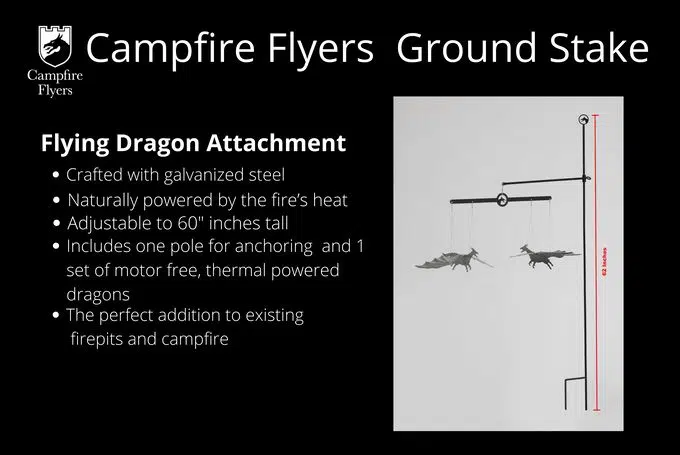 Campfire Flyers  Ground Stake
Campfire
Flyers
Flying Dragon Attachment
• Crafted with galvanized steel
• Naturally powered by the fire’s heat
• Adjustable to 60" inches tall
• Includes one pole for anchoring  and 1
set of motor free, thermal powered
dragons
• The perfect addition to existing
firepits and campfire
62 Inches